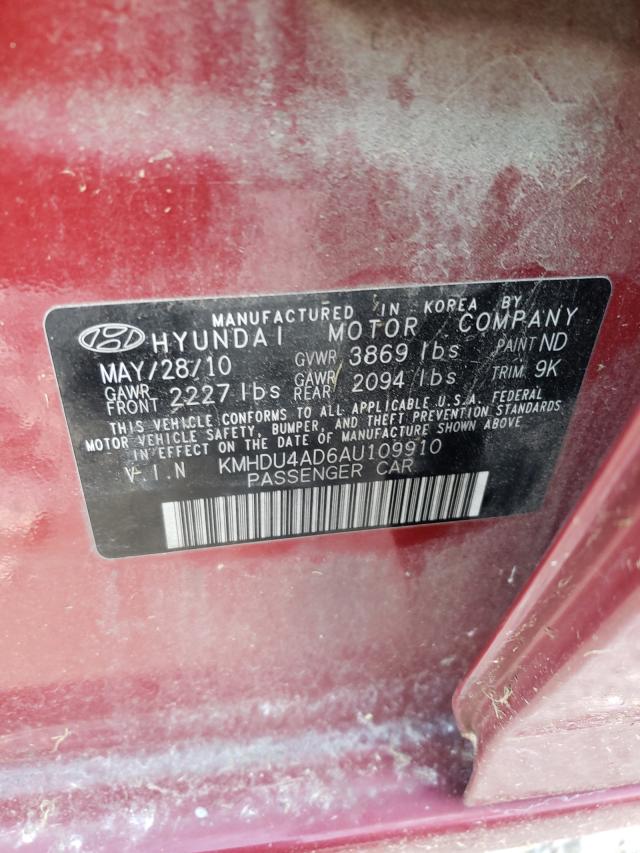 MANUFACTURED IN KOREA BY
HYUNDAI MOTOR COMPANY
MAY/28/10 GVWR 3869 lbs PAINT ND
GAWR FRONT 2227 lbs GAWR REAR 2094 lbs TRIM 9K
THIS VEHICLE CONFORMS TO ALL APPLICABLE U.S.A. FEDERAL
MOTOR VEHICLE SAFETY, BUMPER, AND THEFT PREVENTION STANDARDS
IN EFFECT ON THE DATE OF MANUFACTURE SHOWN ABOVE.
V.I.N KMHDU4AD6AU109910
PASSENGER CAR